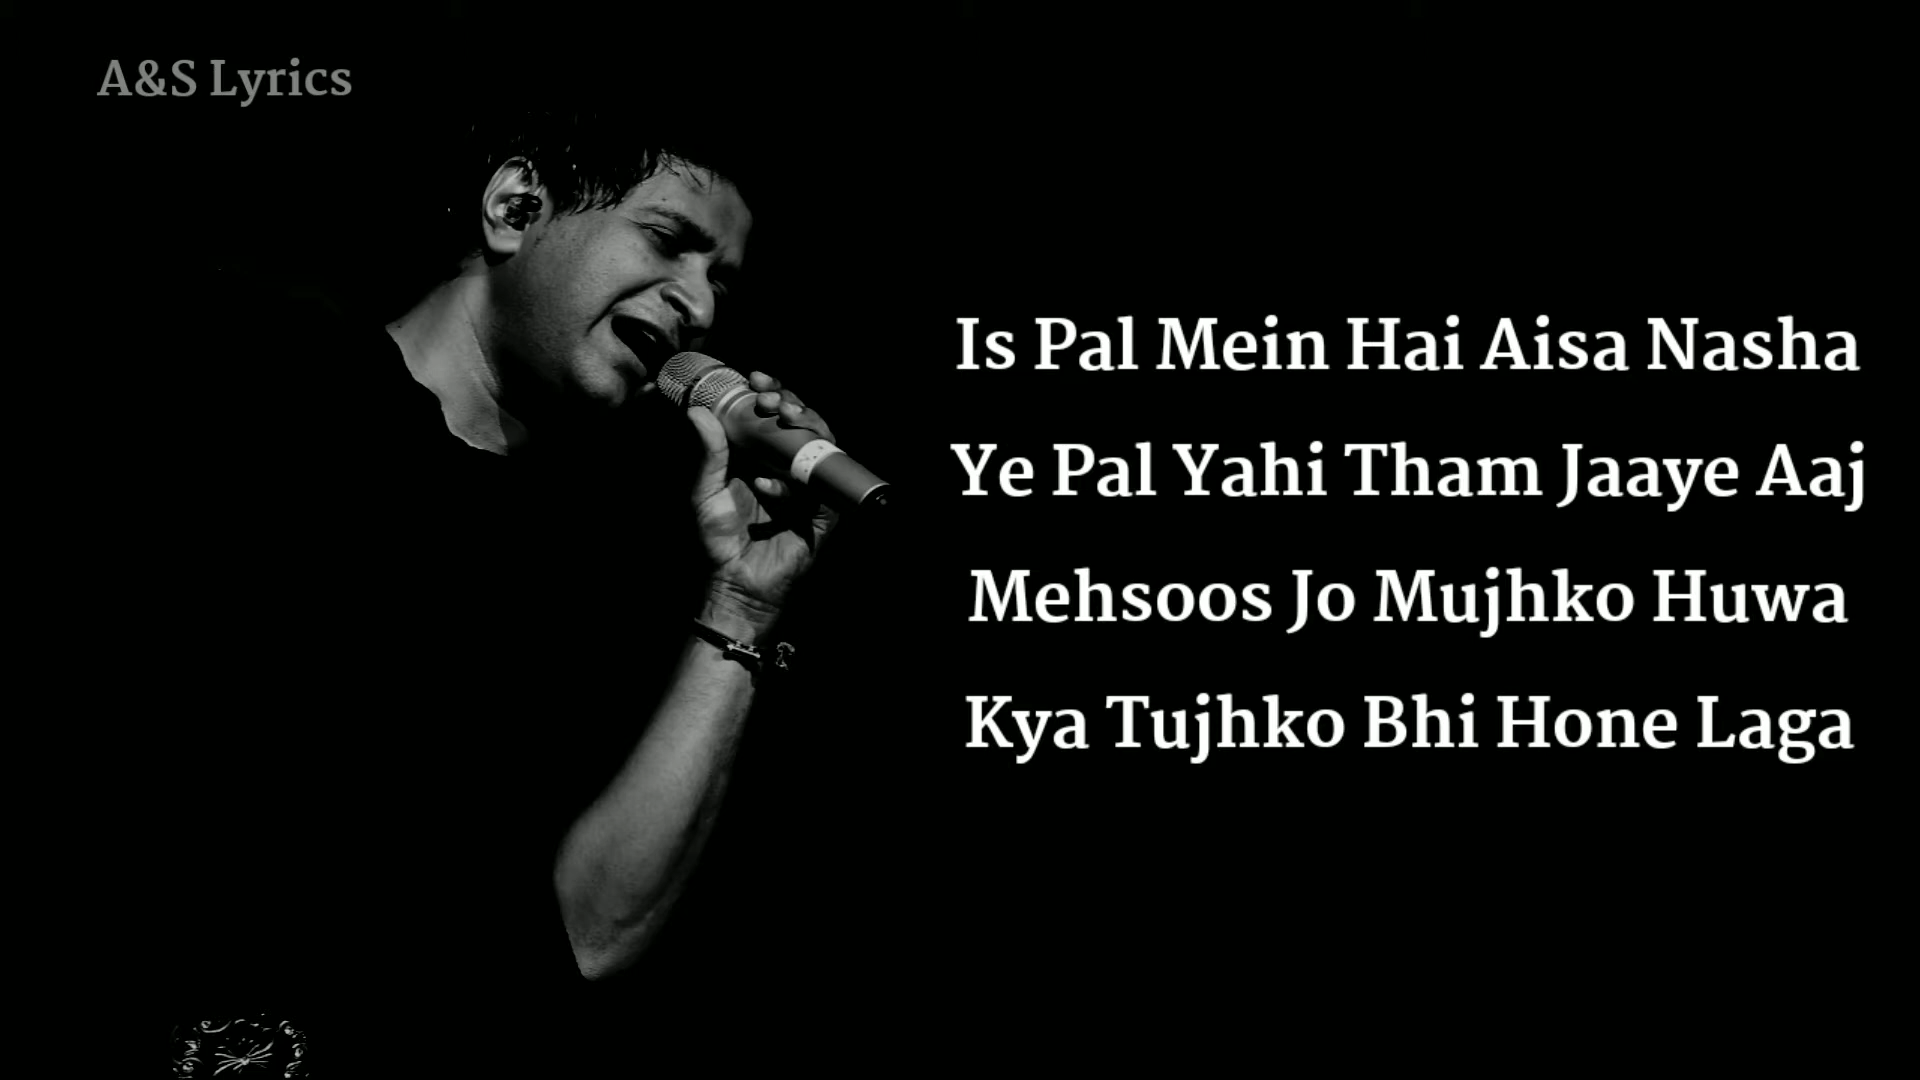 A&S Lyrics
Is Pal Mein Hai Aisa Nasha
Ye Pal Yahi Tham Jaaye Aaj
Mehsoos Jo Mujhko Huwa
Kya Tujhko Bhi Hone Laga